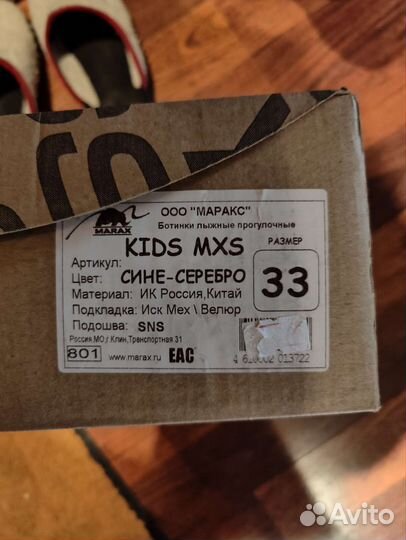 ООО "МАРАКС"
Ботинки лыжные прогулочные
MARAX
KIDS MXS
РАЗМЕР
Артикул:
Цвет: СИНЕ-СЕРЕБРО
33
Материал: ИК Россия,Китай
Подкладка: Иск Мех \ Велюр
Подошва: SNS
Россия,МО,г.Клин,Транспортная 31
801 www.marax.ru EAC
013722
Avito